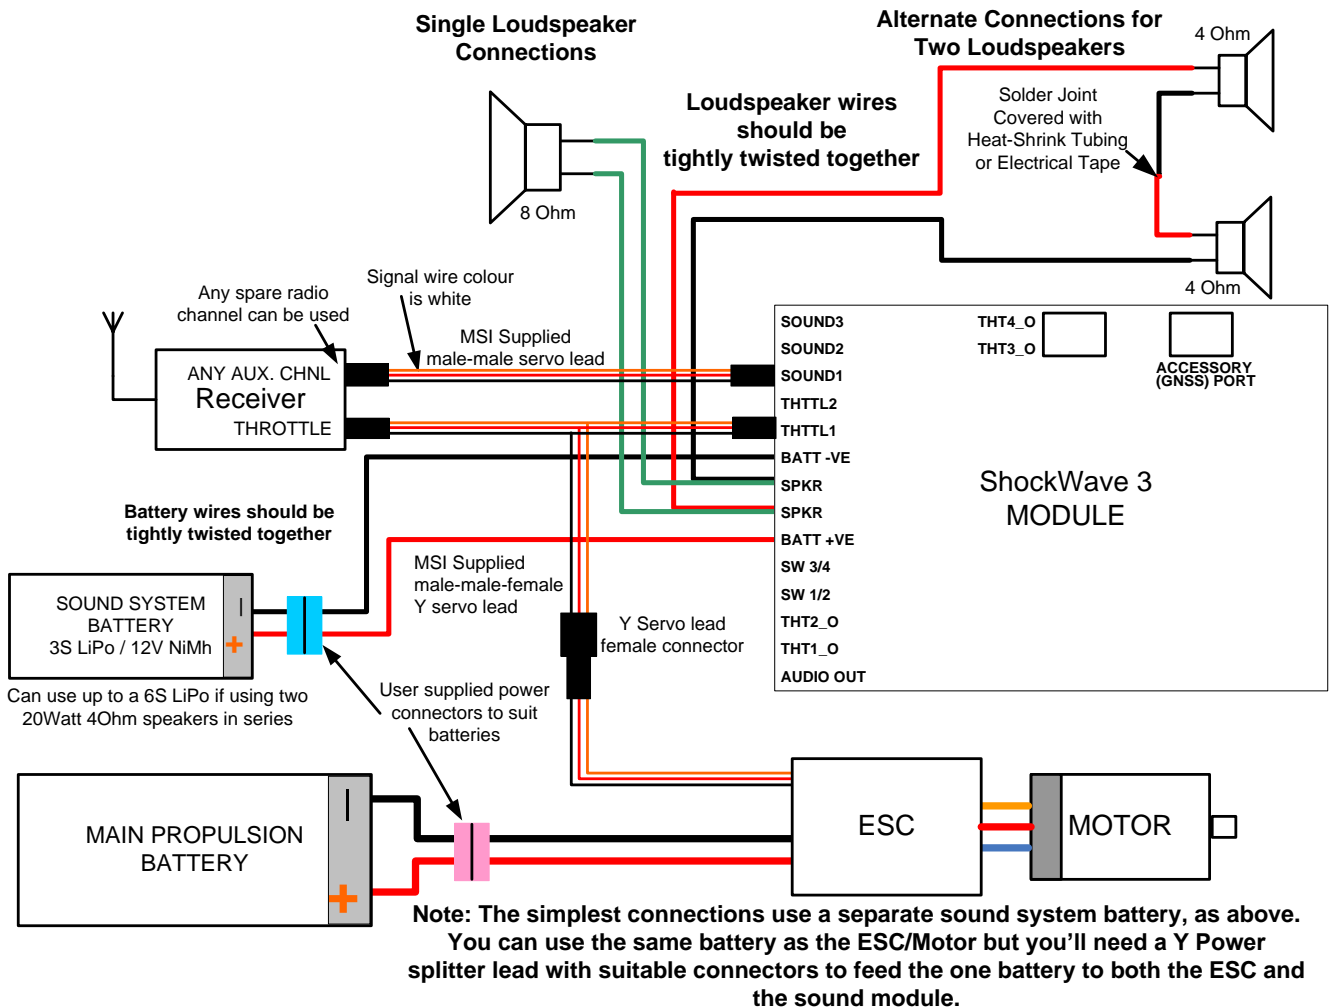 Single Loudspeaker
Connections
Alternate Connections for
Two Loudspeakers
4 Ohm
Loudspeaker wires
should be
tightly twisted together
Solder Joint
Covered with
Heat-Shrink Tubing
or Electrical Tape
8 Ohm
4 Ohm
Any spare radio
channel can be used
Signal wire colour
is white
MSI Supplied
male-male servo lead
ANY AUX. CHNL
Receiver
THROTTLE
SOUND3
SOUND2
SOUND1
THTTL2
THTTL1
BATT -VE
SPKR
SPKR
BATT +VE
SW 3/4
SW 1/2
THT2_O
THT1_O
AUDIO OUT
THT4_O
THT3_O
ACCESSORY
(GNSS) PORT
ShockWave 3
MODULE
Battery wires should be
tightly twisted together
MSI Supplied
male-male-female
Y servo lead
SOUND SYSTEM
BATTERY
3S LiPo / 12V NiMh
–
+
Can use up to a 6S LiPo if using two
20Watt 4Ohm speakers in series
Y Servo lead
female connector
User supplied power
connectors to suit
batteries
MAIN PROPULSION
BATTERY
–
+
ESC
MOTOR
Note: The simplest connections use a separate sound system battery, as above.
You can use the same battery as the ESC/Motor but you’ll need a Y Power
splitter lead with suitable connectors to feed the one battery to both the ESC and
the sound module.